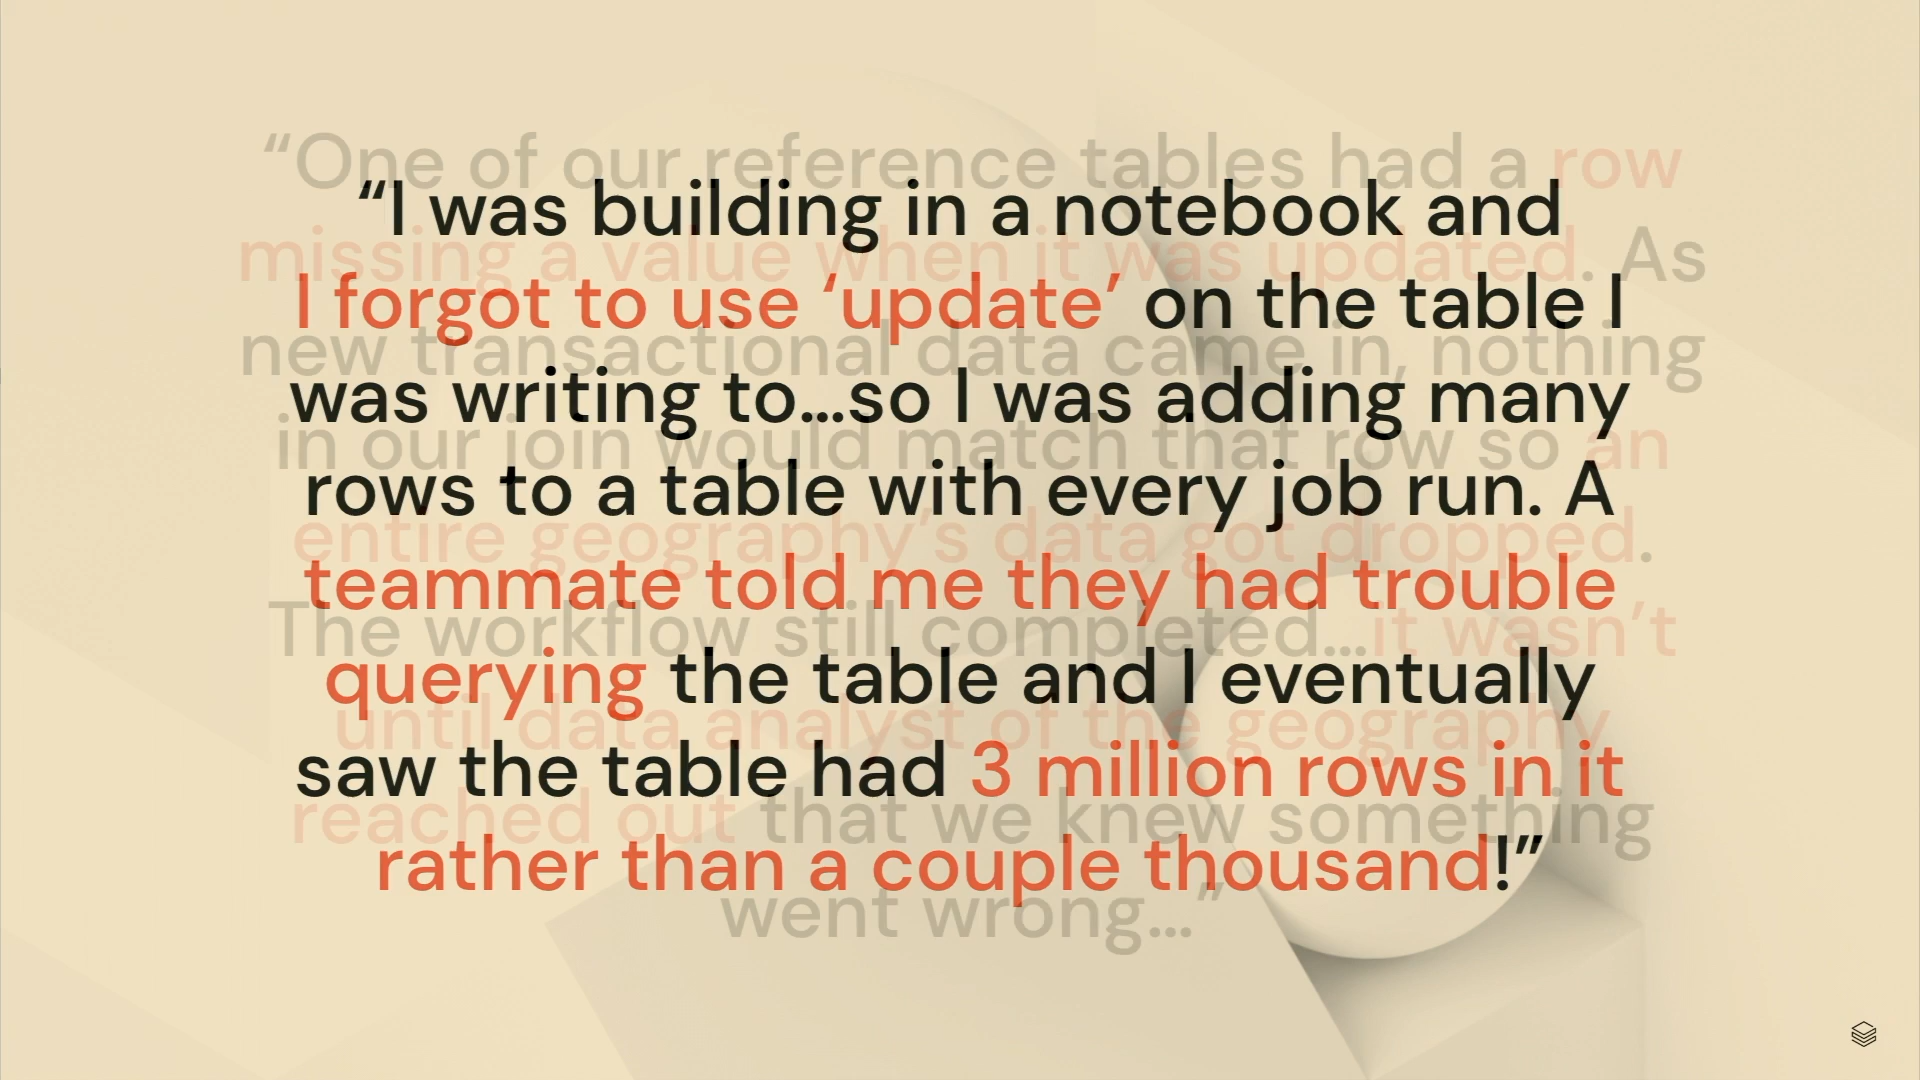 “I was building in a notebook and
I forgot to use ‘update’ on the table I
was writing to…so I was adding many
rows to a table with every job run. A
teammate told me they had trouble
querying the table and I eventually
saw the table had 3 million rows in it
rather than a couple thousand!”
“One of our reference tables had a row
missing a value when it was updated. As
new transactional data came in, nothing
in our join would match that row so an
entire geography’s data got dropped.
The workflow still completed…it wasn’t
until data analyst of the geography
reached out that we knew something
went wrong…”